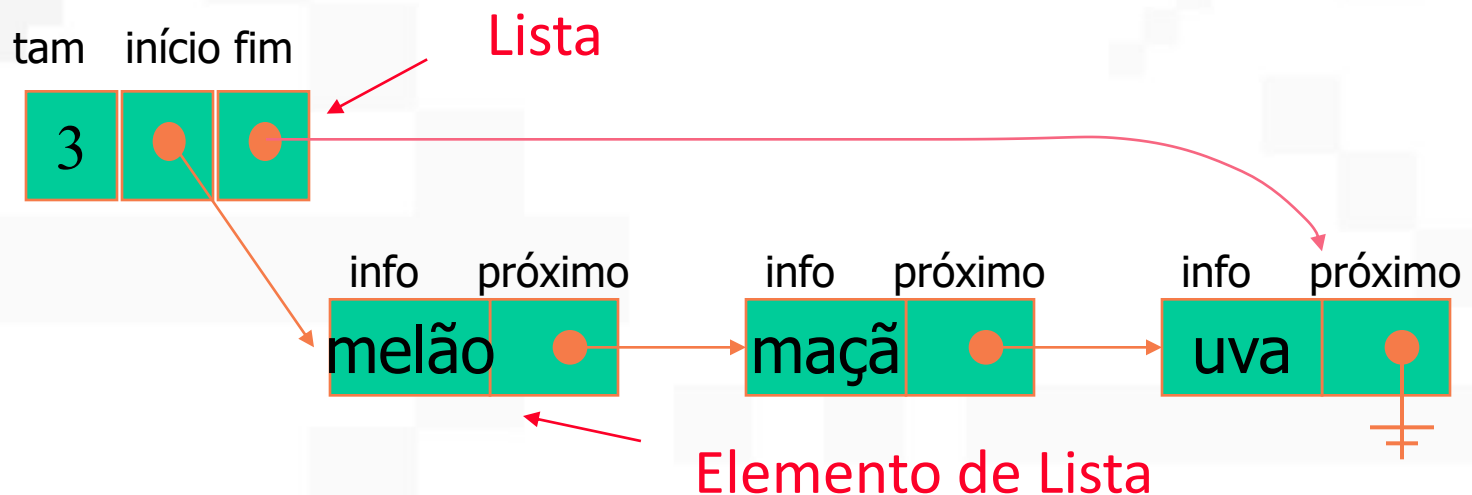 Lista
tam início fim
3
info próximo info próximo info próximo
melão maçã uva
Elemento de Lista